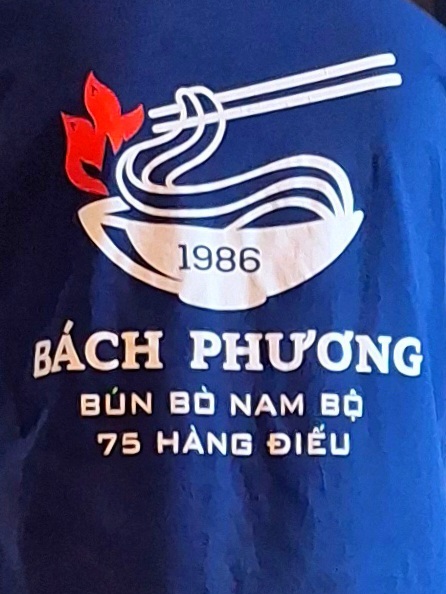 1986
BÁCH PHƯƠNG
BÚN BÒ NAM BỘ
75 HÀNG ĐIẾU